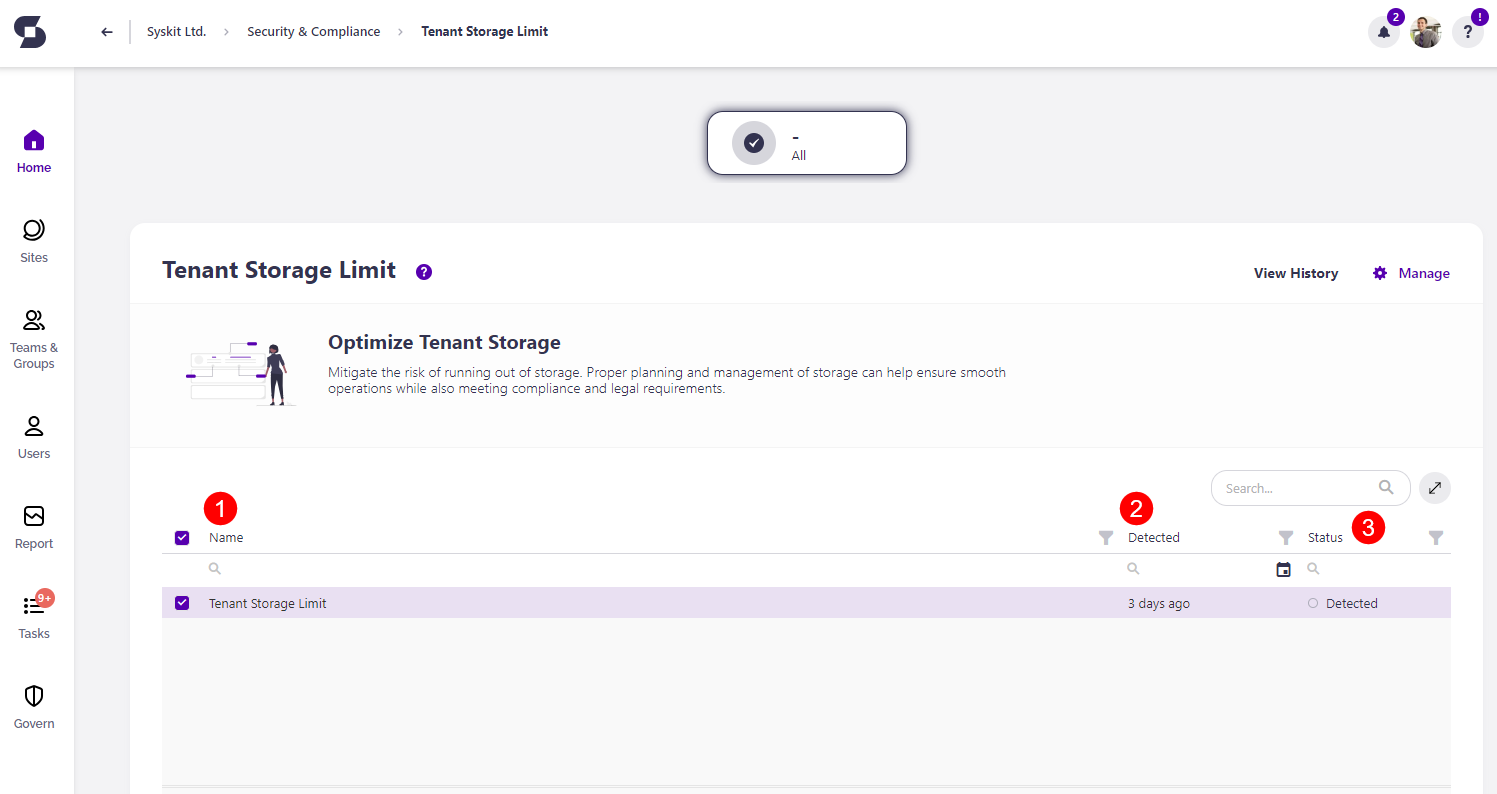 Syskit Ltd. > Security & Compliance > Tenant Storage Limit
2
!
?
-
All
Home
Sites
Teams &
Groups
Users
Report
9+
Tasks
Govern
Tenant Storage Limit ?
View History
Manage
Optimize Tenant Storage
Mitigate the risk of running out of storage. Proper planning and management of storage can help ensure smooth
operations while also meeting compliance and legal requirements.
Search...
1
2
3
Name
Detected
Status
Tenant Storage Limit
3 days ago
Detected